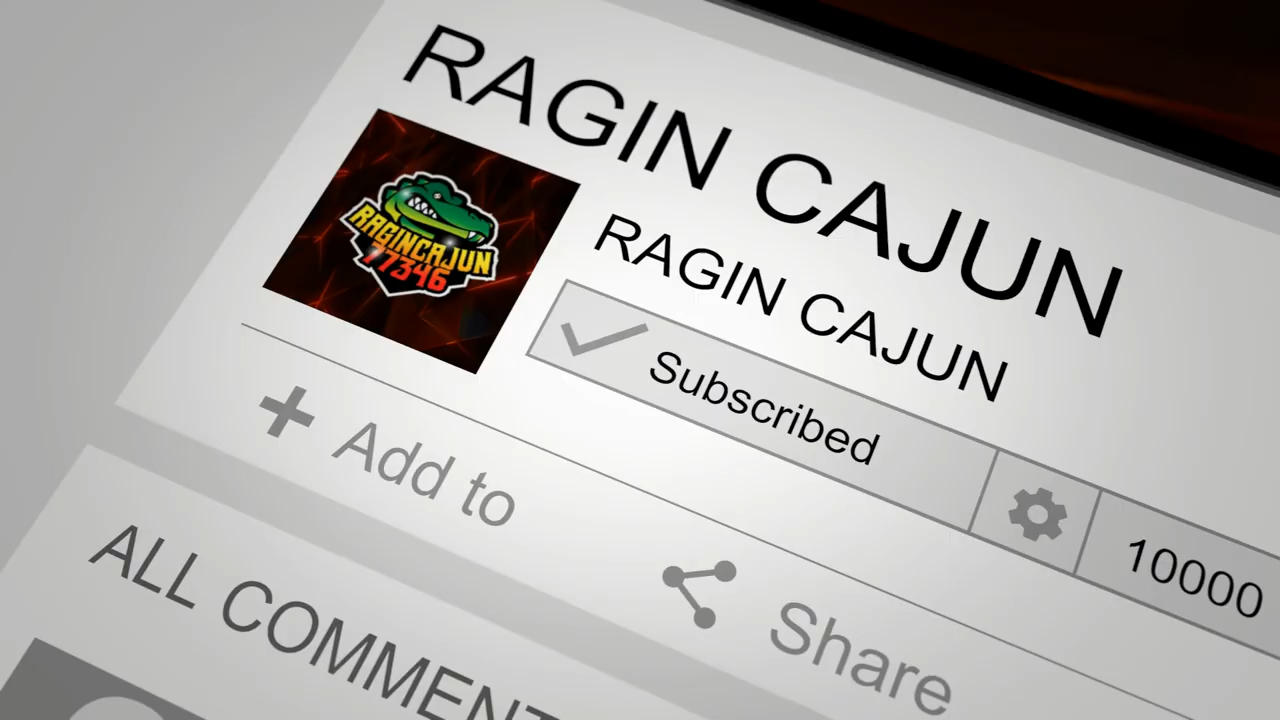 RAGIN CAJUN
RAGINCAJUN
77346
RAGIN CAJUN
Subscribed
10000
Add to
Share
ALL COMMENT